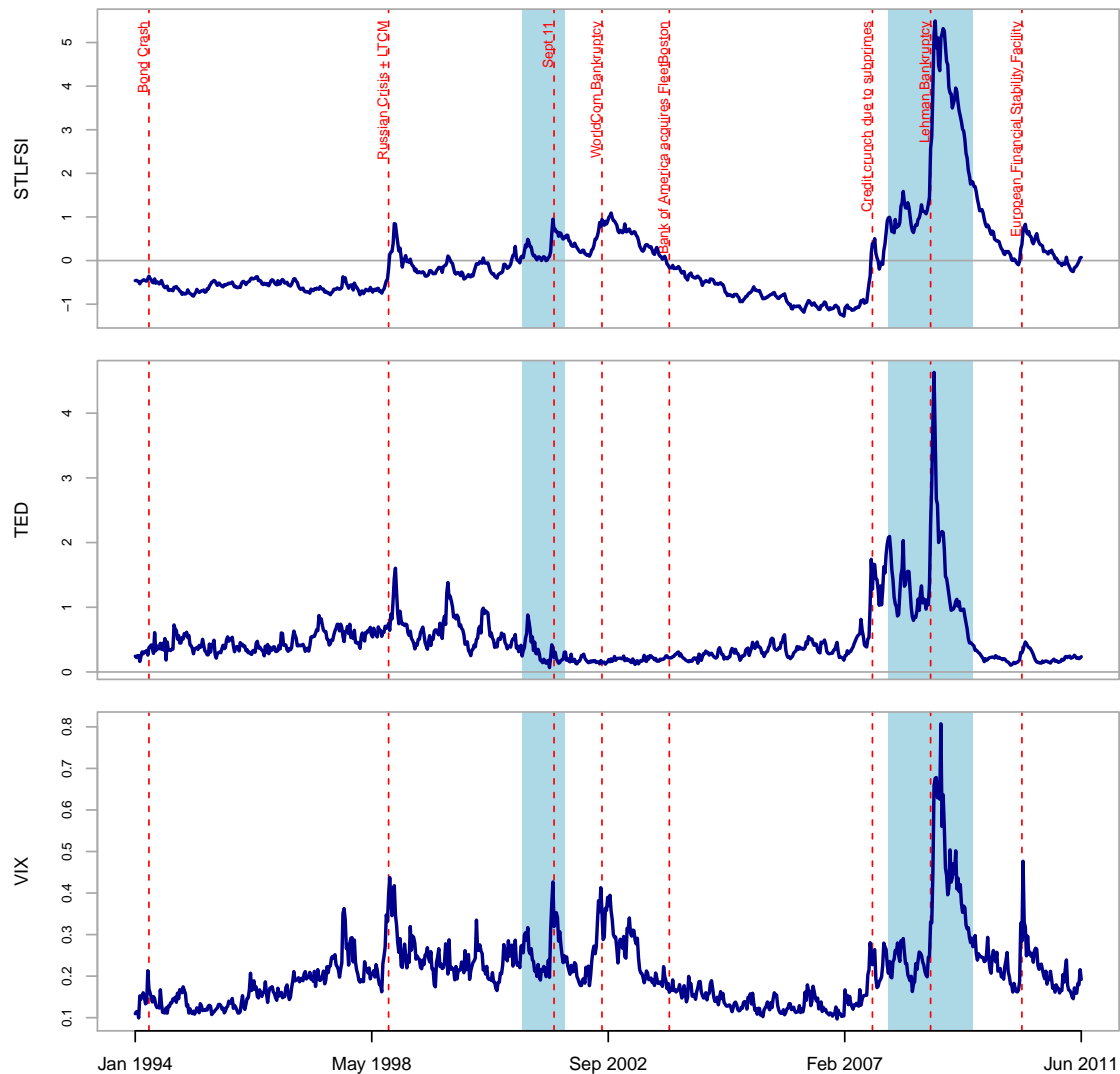 STLFSI
5
4
3
2
1
0
−1
Bond Crash
Russian Crisis ± LTCM
Sept 11
WorldCom Bankruptcy
Bank of America acquires FleetBoston
Credit crunch due to subprimes
Lehman Bankruptcy
European Financial Stability Facility
TED
4
3
2
1
0
VIX
0.8
0.7
0.6
0.5
0.4
0.3
0.2
0.1
Jan 1994 May 1998 Sep 2002 Feb 2007 Jun 2011